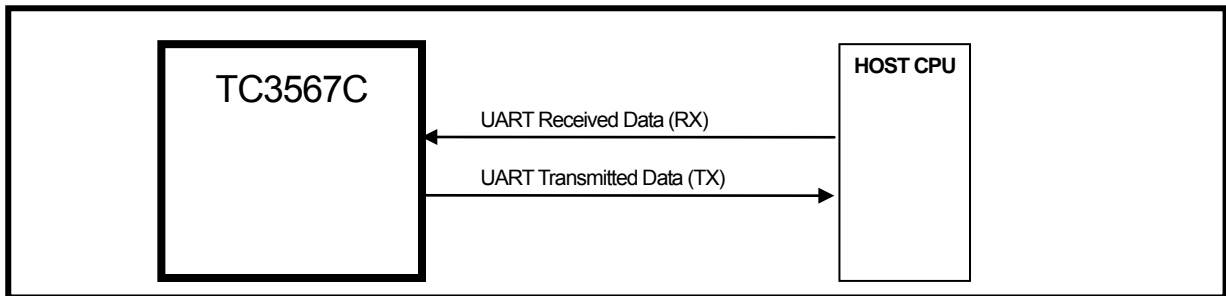 TC3567C
HOST CPU
UART Received Data (RX)
UART Transmitted Data (TX)